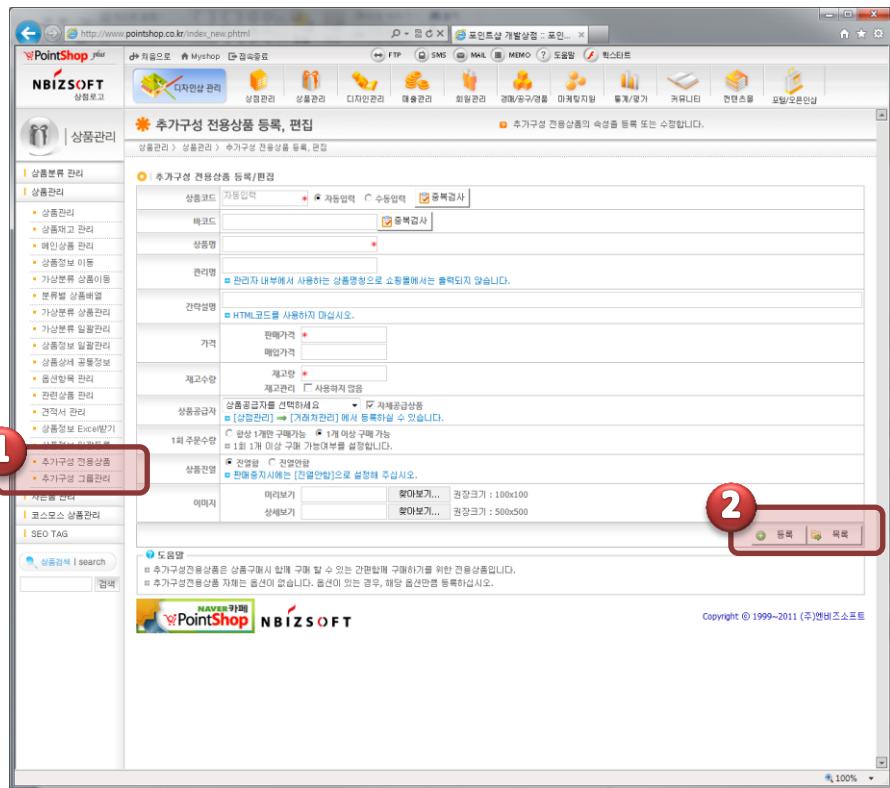 http://www.pointshop.co.kr/index_new.phtml
포인트샵 개발상점 :: 포인...
PointShop plus
처음으로 Myshop 접속종료
FTP SMS MAIL MEMO 도움말 퀵스타트
NBIZSOFT
상점로고
디자인샵 관리
상점관리 상품관리 디자인관리 매출관리 회원관리 경매/공구/경품 마케팅지원 통계/평가 커뮤니티 컨텐츠몰 포탈/오픈인샵
상품관리
추가구성 전용상품 등록, 편집
추가구성 전용상품의 속성을 등록 또는 수정합니다.
상품관리 〉 상품관리 〉 추가구성 전용상품 등록, 편집
상품분류 관리
상품관리
상품관리
상품재고 관리
메인상품 관리
상품정보 이동
가상분류 상품이동
분류별 상품배열
가상분류 상품관리
가상분류 일괄관리
상품정보 일괄관리
상품상세 공통정보
옵션항목 관리
관련상품 관리
견적서 관리
상품정보 Excel받기
1
추가구성 전용상품
추가구성 그룹관리
사은품 관리
코스모스 상품관리
SEO TAG
상품검색 | search
검색
추가구성 전용상품 등록/편집
상품코드 자동입력 * 자동입력 수동입력 중복검사
바코드 중복검사
상품명 *
관리명
관리자 내부에서 사용하는 상품명칭으로 쇼핑몰에서는 출력되지 않습니다.
간략설명
HTML코드를 사용하지 마십시오.
가격
판매가격 *
매입가격
재고수량
재고량 *
재고관리 사용하지 않음
상품공급자
상품공급자를 선택하세요 자체공급상품
[상점관리] ➡ [거래처관리] 에서 등록하실 수 있습니다.
1회 주문수량
항상 1개만 구매가능 1개 이상 구매 가능
1회 1개 이상 구매 가능여부를 설정합니다.
상품진열
진열함 진열안함
판매중지시에는 [진열안함]으로 설정해 주십시오.
이미지
미리보기 찾아보기... 권장크기 : 100x100
상세보기 찾아보기... 권장크기 : 500x500
2
등록 목록
도움말
추가구성전용상품은 상품구매시 함께 구매 할 수 있는 간편함께 구매하기를 위한 전용상품입니다.
추가구성전용상품 자체는 옵션이 없습니다. 옵션이 있는 경우, 해당 옵션만큼 등록하십시오.
NAVER 카페
PointShop NBIZSOFT
Copyright © 1999~2011 (주)엔비즈소프트
100%